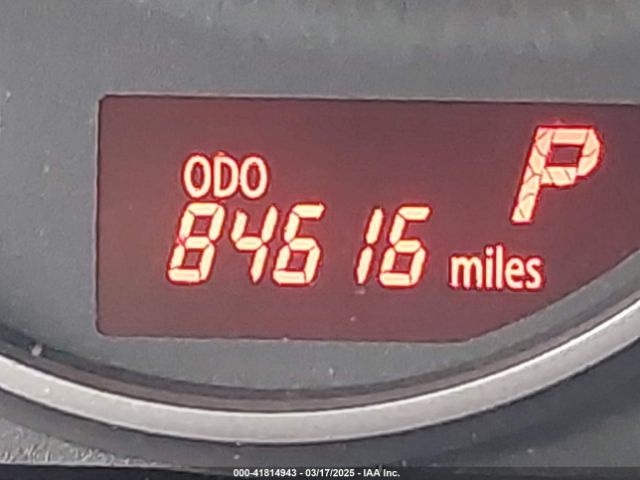 P
ODO
84616 miles
000-41814943 - 03/17/2025 - IAA Inc.